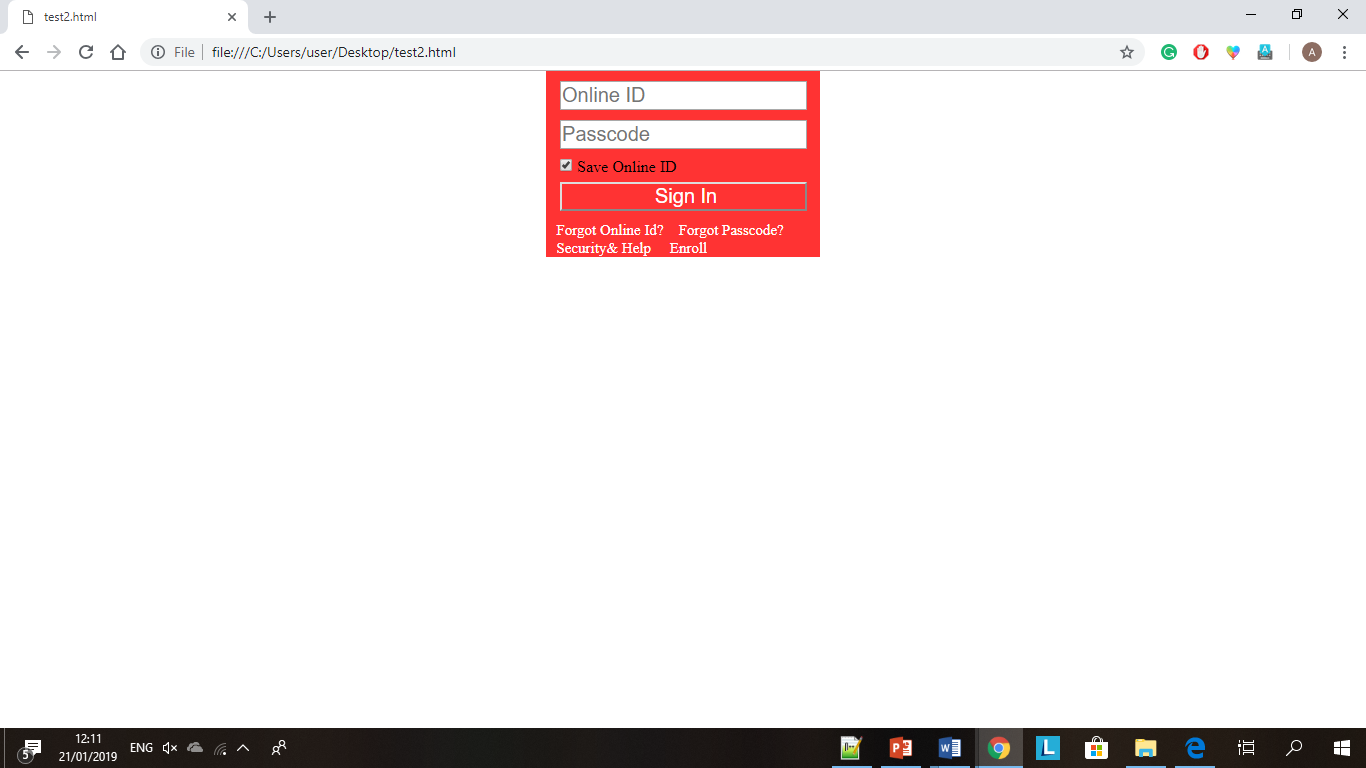 test2.html
File
file:///C:/Users/user/Desktop/test2.html
A
Online ID
Passcode
Save Online ID
Sign In
Forgot Online Id? Forgot Passcode?
Security& Help Enroll
5
12:11
21/01/2019
ENG
L